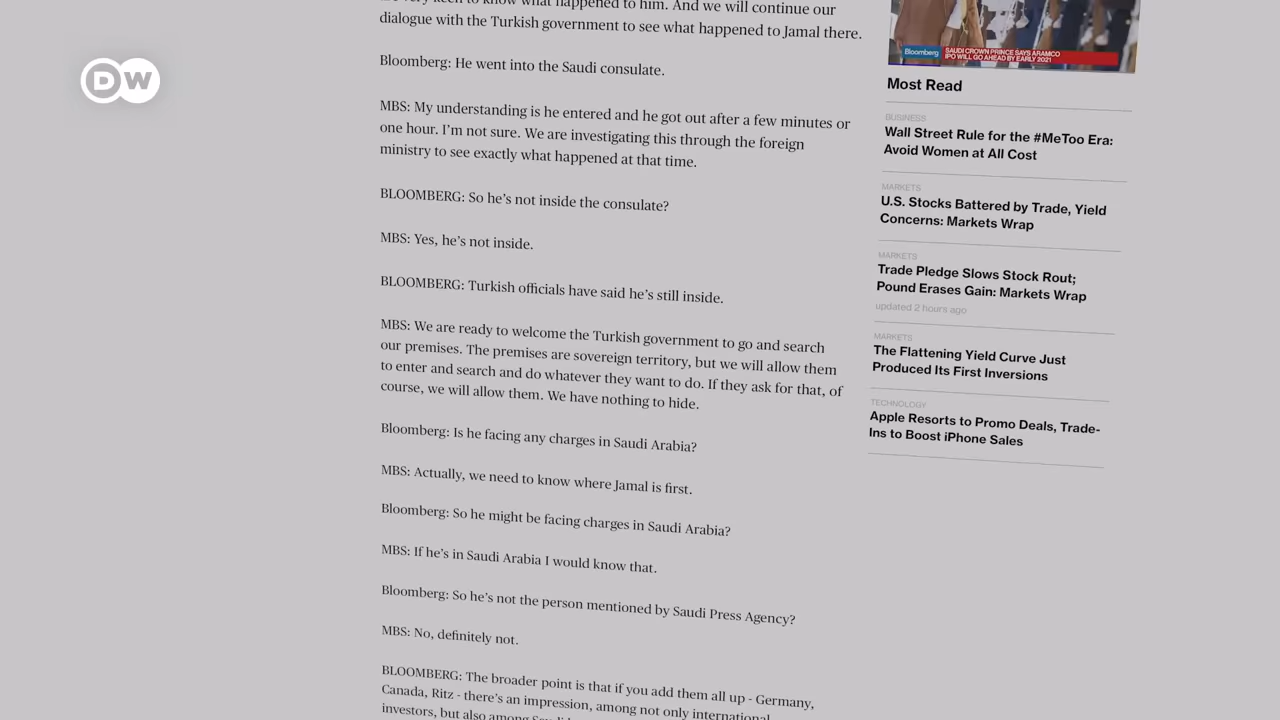 DW
very keen to know what happened to him. And we will continue our
dialogue with the Turkish government to see what happened to Jamal there.
Bloomberg: He went into the Saudi consulate.
MBS: My understanding is he entered and he got out after a few minutes or
one hour. I'm not sure. We are investigating this through the foreign
ministry to see exactly what happened at that time.
BLOOMBERG: So he's not inside the consulate?
MBS: Yes, he's not inside.
BLOOMBERG: Turkish officials have said he's still inside.
MBS: We are ready to welcome the Turkish government to go and search
our premises. The premises are sovereign territory, but we will allow them
to enter and search and do whatever they want to do. If they ask for that, of
course, we will allow them. We have nothing to hide.
Bloomberg: Is he facing any charges in Saudi Arabia?
MBS: Actually, we need to know where Jamal is first.
Bloomberg: So he might be facing charges in Saudi Arabia?
MBS: If he's in Saudi Arabia I would know that.
Bloomberg: So he's not the person mentioned by Saudi Press Agency?
MBS: No, definitely not.
BLOOMBERG: The broader point is that if you add them all up - Germany,
Canada, Ritz - there's an impression, among not only international
investors, but also among
Bloomberg
SAUDI CROWN PRINCE SAYS ARAMCO
IPO WILL GO AHEAD BY EARLY 2021
Most Read
BUSINESS
Wall Street Rule for the #MeToo Era:
Avoid Women at All Cost
MARKETS
U.S. Stocks Battered by Trade, Yield
Concerns: Markets Wrap
MARKETS
Trade Pledge Slows Stock Rout;
Pound Erases Gain: Markets Wrap
updated 2 hours ago
MARKETS
The Flattening Yield Curve Just
Produced Its First Inversions
TECHNOLOGY
Apple Resorts to Promo Deals, Trade-
Ins to Boost iPhone Sales